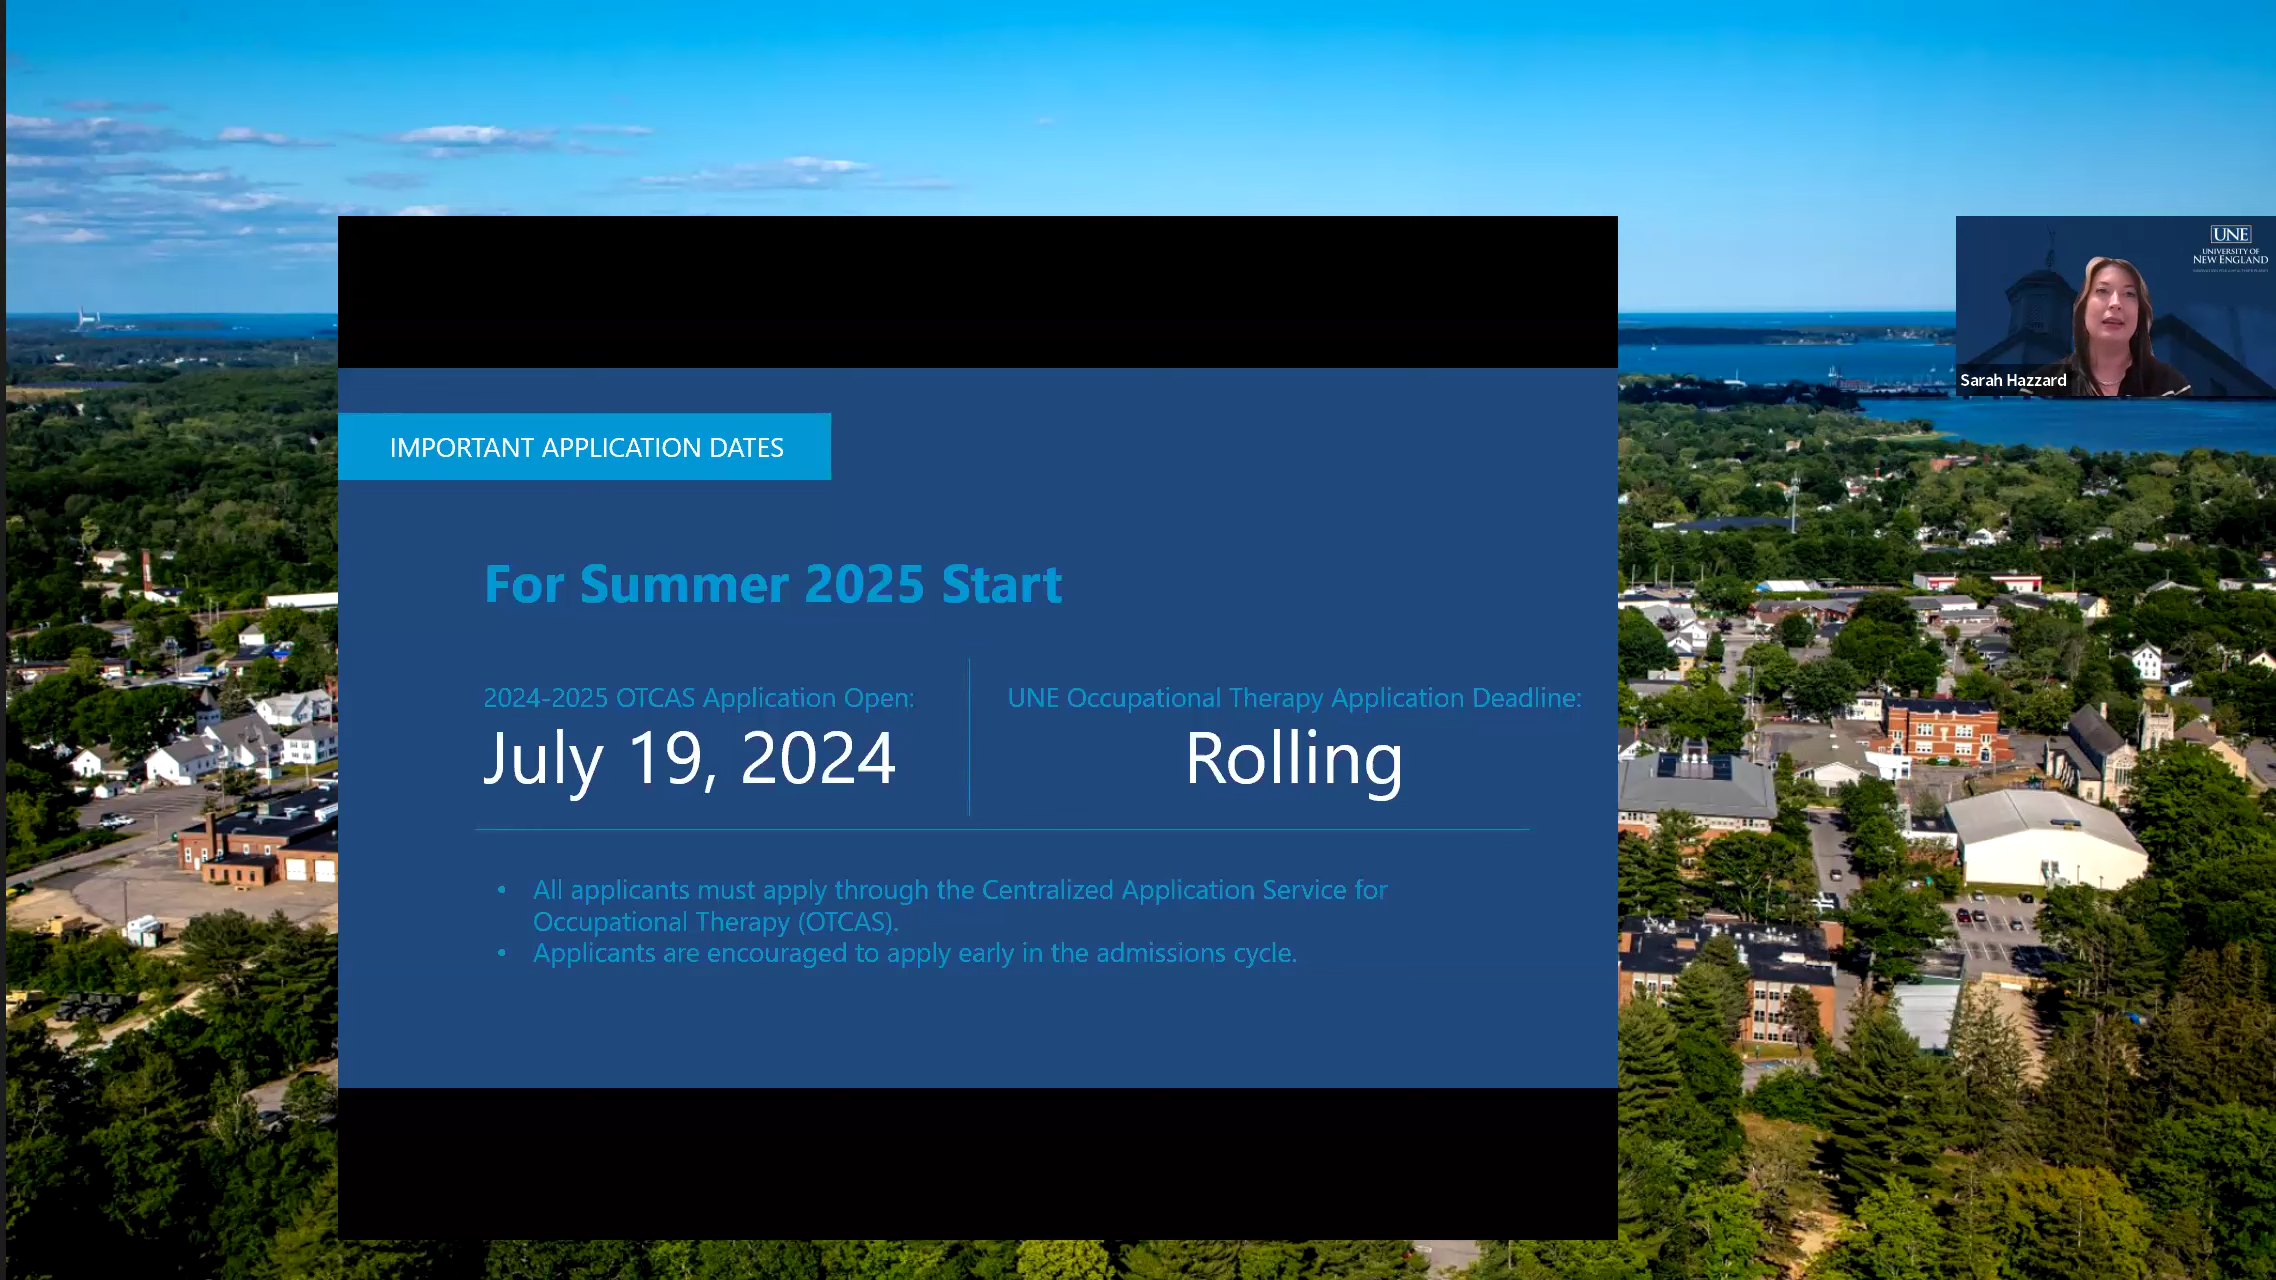 UNE
UNIVERSITY OF
NEW ENGLAND
Sarah Hazzard
IMPORTANT APPLICATION DATES
For Summer 2025 Start
2024-2025 OTCAS Application Open:
July 19, 2024
UNE Occupational Therapy Application Deadline:
Rolling
• All applicants must apply through the Centralized Application Service for
Occupational Therapy (OTCAS).
• Applicants are encouraged to apply early in the admissions cycle.